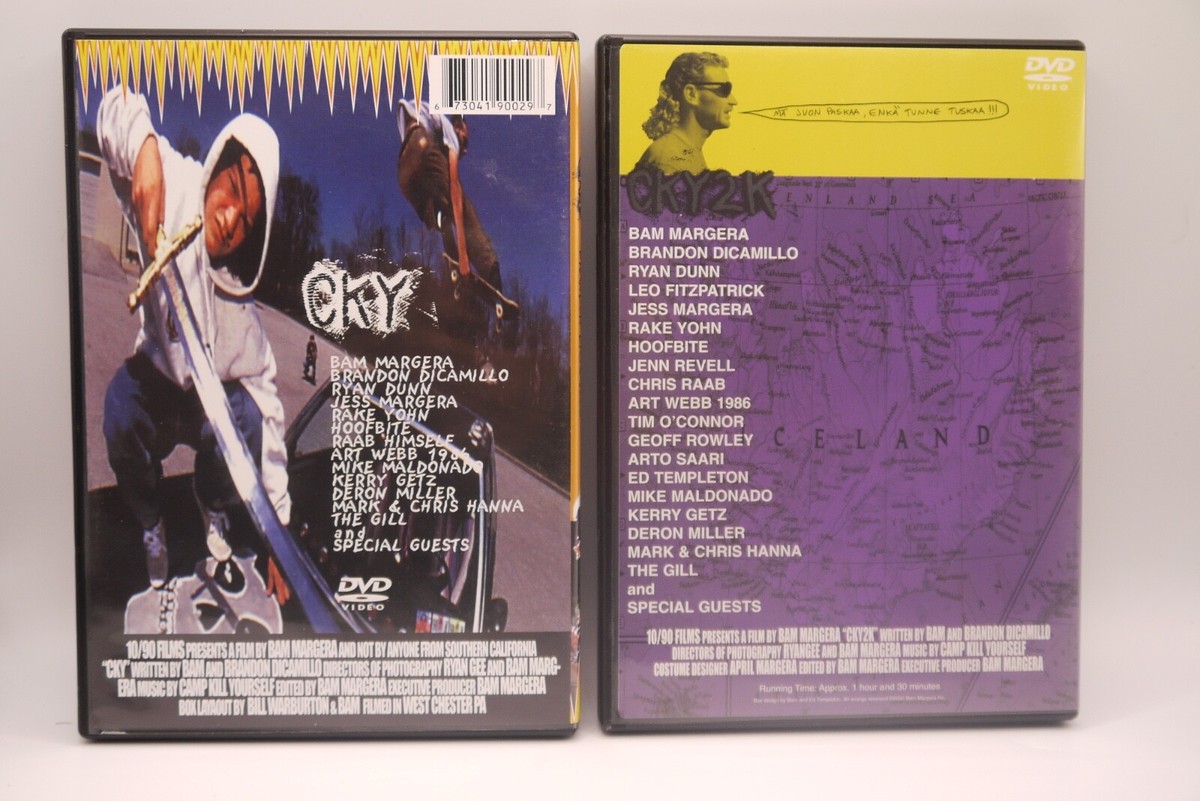 6 73041 90029 7
CKY
BAM MARGERA
BRANDON DICAMILLO
RYAN DUNN
JESS MARGERA
RAKE YOHN
HOOFBITE
RAAB HIMSELF
ART WEBB 1986
MIKE MALDONADO
KERRY GETZ
DERON MILLER
MARK & CHRIS HANNA
THE GILL
and
SPECIAL GUESTS
DVD
VIDEO
10/90 FILMS PRESENTS A FILM BY BAM MARGERA AND NOT BY ANYONE FROM SOUTHERN CALIFORNIA
"CKY" WRITTEN BY BAM AND BRANDON DICAMILLO DIRECTORS OF PHOTOGRAPHY RYAN GEE AND BAM MARG-
ERA MUSIC BY CAMP KILL YOURSELF EDITED BY BAM MARGERA EXECUTIVE PRODUCER BAM MARGERA
BOX LAYAOUT BY BILL WARBURTON & BAM FILMED IN WEST CHESTER PA
DVD
VIDEO
MÄ SUON PASKAA, ENKÄ TUNNE TUSKAA!!!
CKY2K
ENLAND SEA
BAM MARGERA
BRANDON DICAMILLO
RYAN DUNN
LEO FITZPATRICK
JESS MARGERA
RAKE YOHN
HOOFBITE
JENN REVELL
CHRIS RAAB
ART WEBB 1986
TIM O'CONNOR
GEOFF ROWLEY
CELAND
ARTO SAARI
ED TEMPLETON
MIKE MALDONADO
KERRY GETZ
DERON MILLER
MARK & CHRIS HANNA
THE GILL
and
SPECIAL GUESTS
10/90 FILMS PRESENTS A FILM BY BAM MARGERA "CKY2K" WRITTEN BY BAM AND BRANDON DICAMILLO
DIRECTORS OF PHOTOGRAPHY RYANGEE AND BAM MARGERA MUSIC BY CAMP KILL YOURSELF
COSTUME DESIGNER APRIL MARGERA EDITED BY BAM MARGERA EXECUTIVE PRODUCER BAM MARGERA
Running Time: Approx. 1 hour and 30 minutes